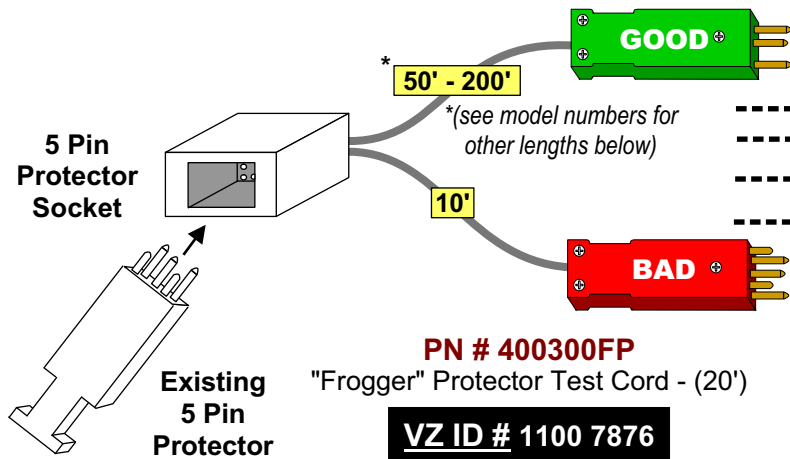 GOOD
*
50' - 200'
*(see model numbers for
other lengths below)
5 Pin
Protector
Socket
10'
BAD
PN # 400300FP
"Frogger" Protector Test Cord - (20')
Existing
5 Pin
Protector
VZ ID # 1100 7876